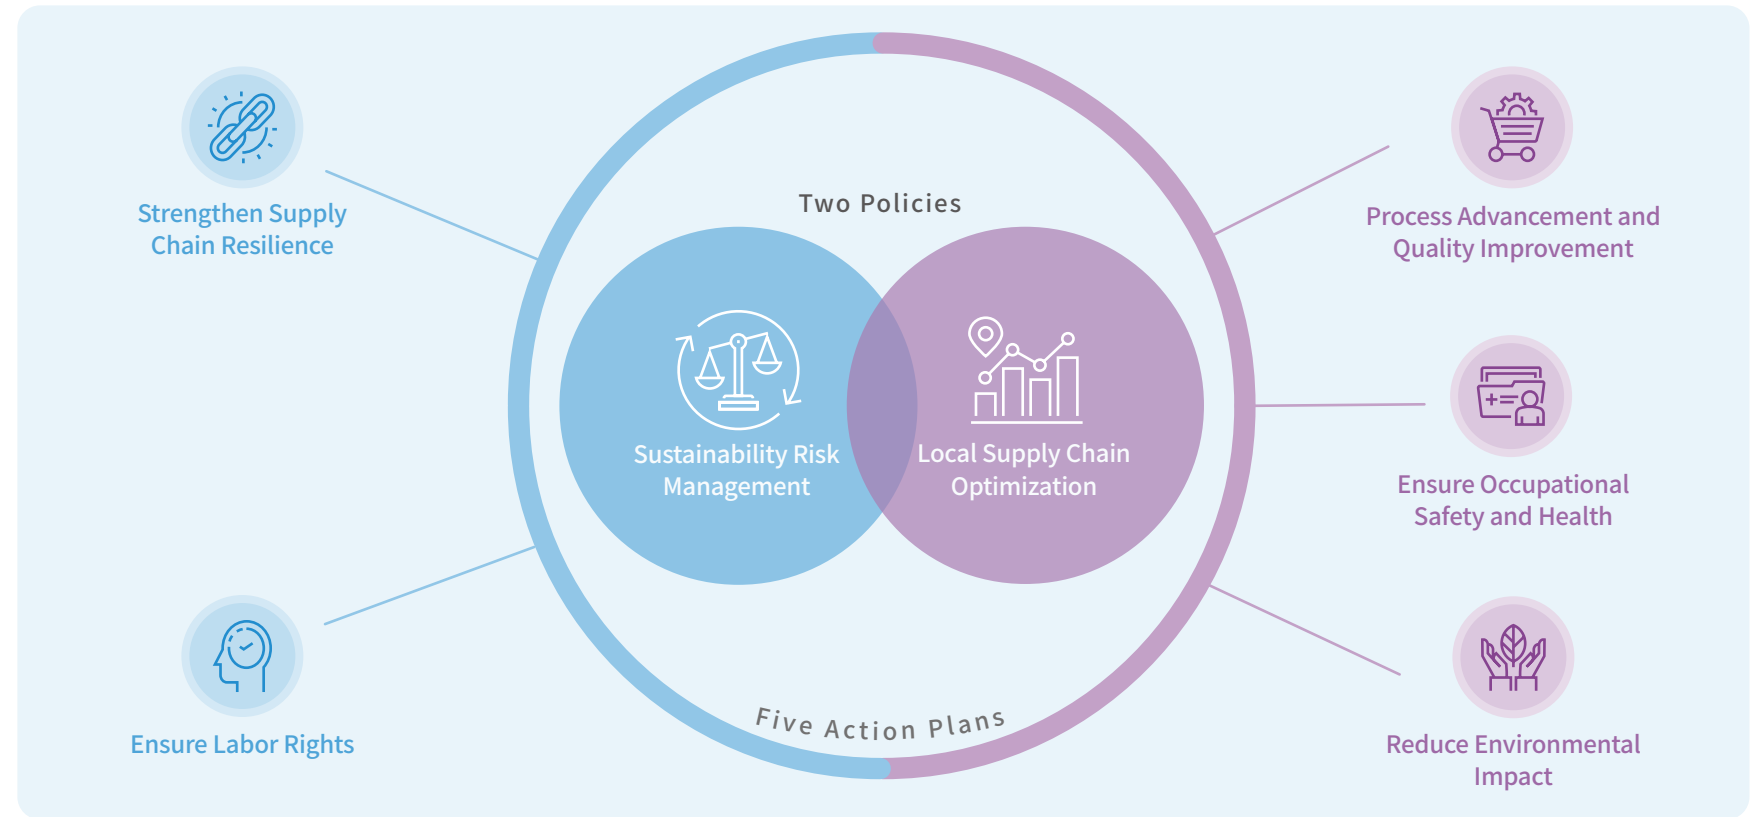 Two Policies
Strengthen Supply
Chain Resilience
Ensure Labor Rights
Sustainability Risk
Management
Local Supply Chain
Optimization
Five Action Plans
Process Advancement and
Quality Improvement
Ensure Occupational
Safety and Health
Reduce Environmental
Impact